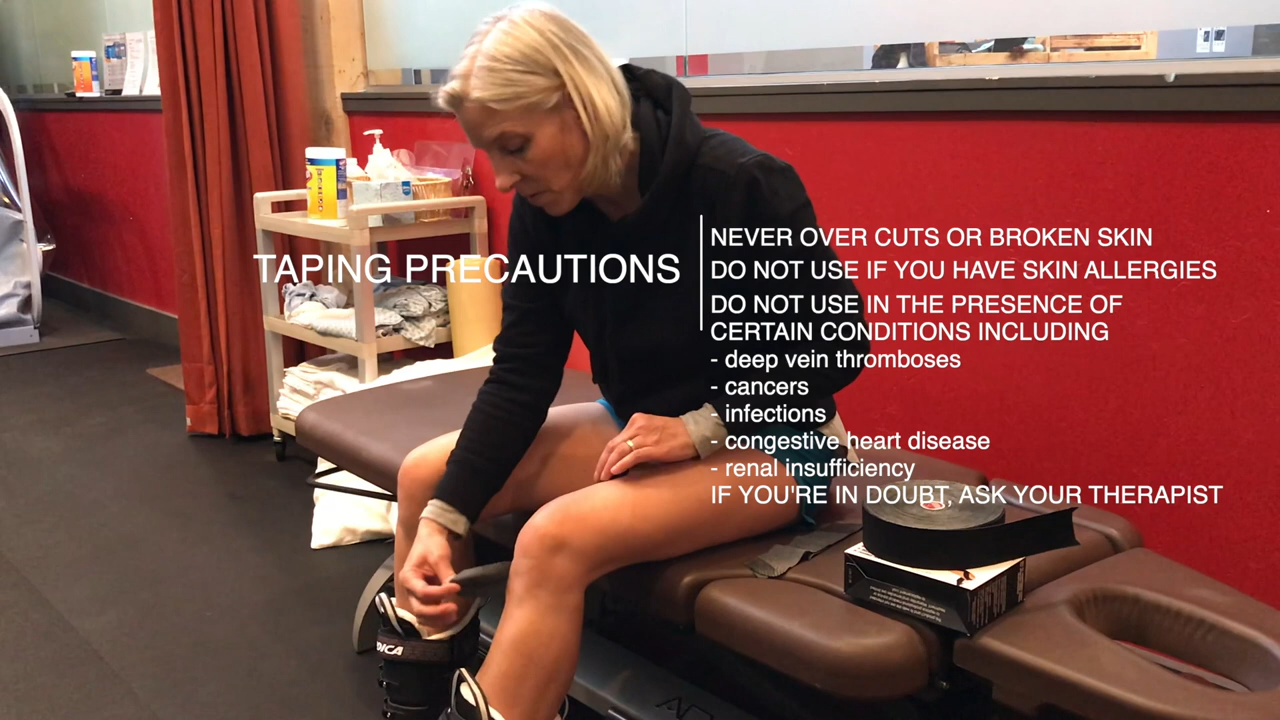 TAPING PRECAUTIONS
NEVER OVER CUTS OR BROKEN SKIN
DO NOT USE IF YOU HAVE SKIN ALLERGIES
DO NOT USE IN THE PRESENCE OF
CERTAIN CONDITIONS INCLUDING
- deep vein thromboses
- cancers
- infections
- congestive heart disease
- renal insufficiency
IF YOU'RE IN DOUBT, ASK YOUR THERAPIST
DICA